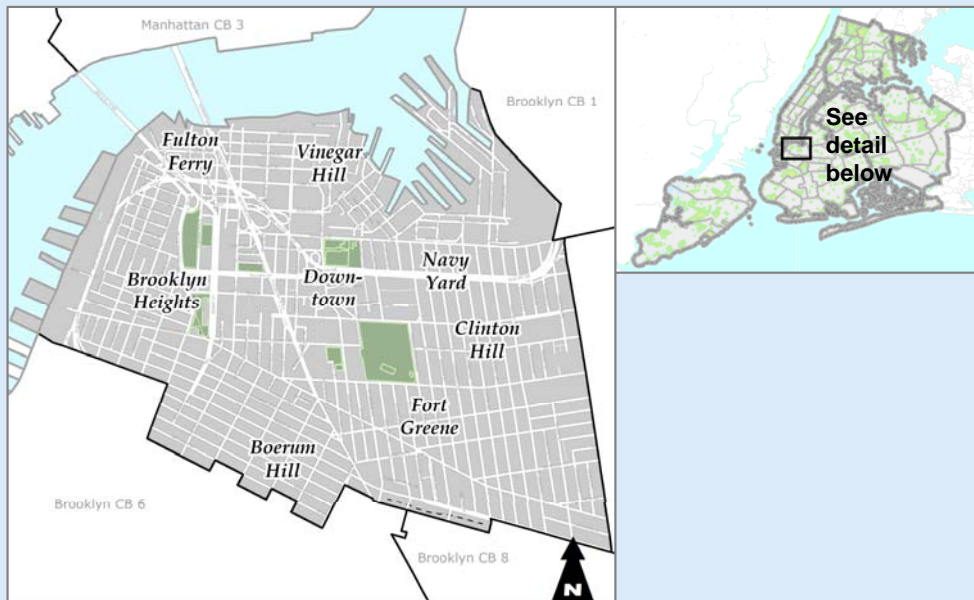 Manhattan CB 3
Brooklyn CB 1
Fulton
Ferry
Vinegar
Hill
Brooklyn
Heights
Down-
town
Navy
Yard
Clinton
Hill
Fort
Greene
Boerum
Hill
Brooklyn CB 6
Brooklyn CB 8
N
See
detail
below